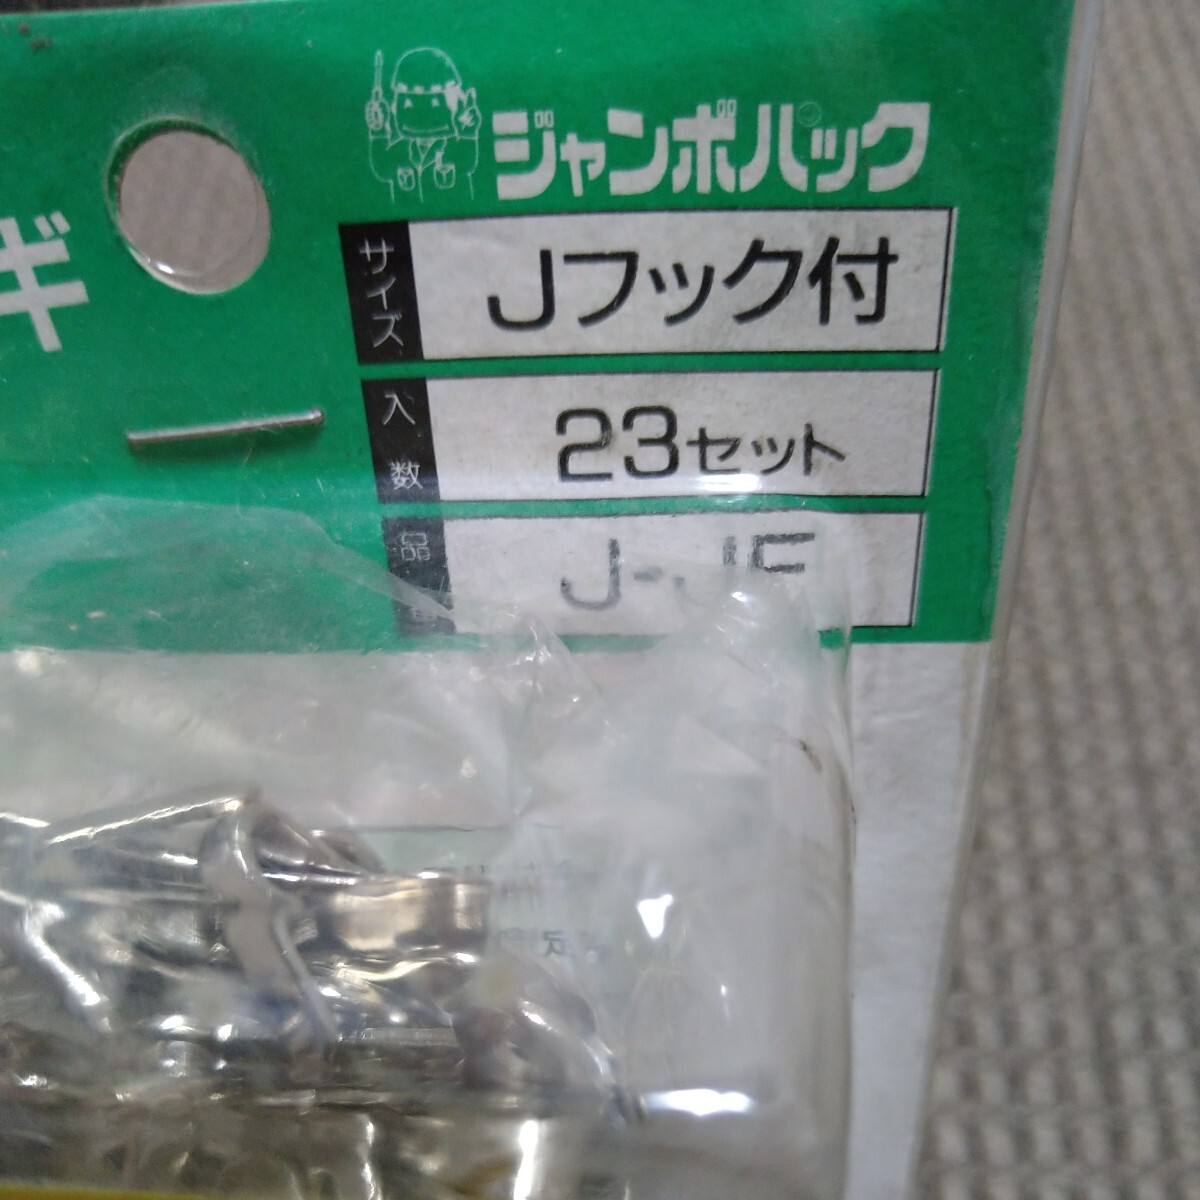 ジャンボパック
ギ
サイズ Jフック付
入数 23セット
品 J-JF